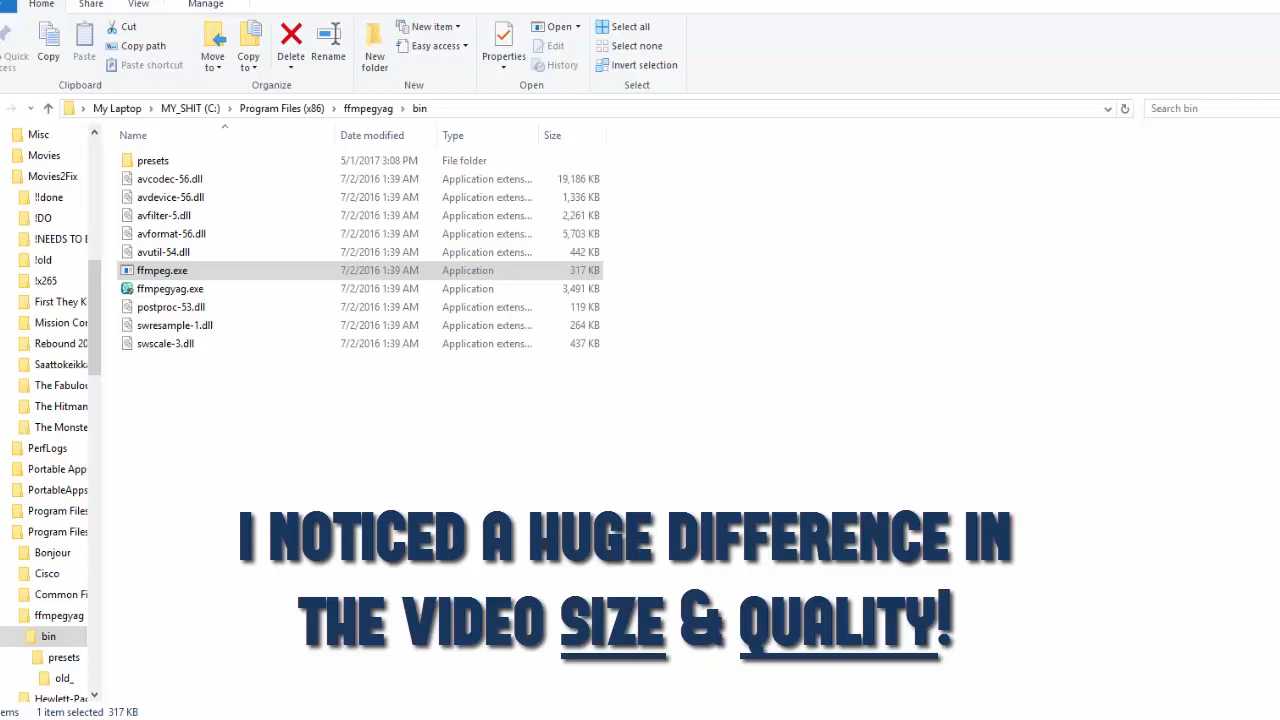 Home Share View Manage
Cut
Copy path
Paste shortcut
Quick
cess
Copy
Paste
Clipboard
Move
to
Copy
to
Delete
Rename
Organize
New
folder
New item
Easy access
New
Properties
Open
Edit
History
Open
Select all
Select none
Invert selection
Select
My Laptop MY_SHIT (C:) Program Files (x86) ffmpegyag bin
Search bin
Misc
Movies
Movies2Fix
!!done
!DO
!NEEDS TO
!old
!x265
First They K
Mission Cor
Rebound 20
Saattokeikka
The Fabulou
The Hitman
The Monste
PerfLogs
Portable App
PortableApps
Program Files
Program Files
Bonjour
Cisco
Common Fi
ffmpegyag
bin
presets
old_
Hewlett-Pac
Name Date modified Type Size
presets 5/1/2017 3:08 PM File folder
avcodec-56.dll 7/2/2016 1:39 AM Application extens... 19,186 KB
avdevice-56.dll 7/2/2016 1:39 AM Application extens... 1,336 KB
avfilter-5.dll 7/2/2016 1:39 AM Application extens... 2,261 KB
avformat-56.dll 7/2/2016 1:39 AM Application extens... 5,703 KB
avutil-54.dll 7/2/2016 1:39 AM Application extens... 442 KB
ffmpeg.exe 7/2/2016 1:39 AM Application 317 KB
ffmpegyag.exe 7/2/2016 1:39 AM Application 3,491 KB
postproc-53.dll 7/2/2016 1:39 AM Application extens... 119 KB
swresample-1.dll 7/2/2016 1:39 AM Application extens... 264 KB
swscale-3.dll 7/2/2016 1:39 AM Application extens... 437 KB
I NOTICED A HUGE DIFFERENCE IN
THE VIDEO SIZE & QUALITY!
ems 1 item selected 317 KB